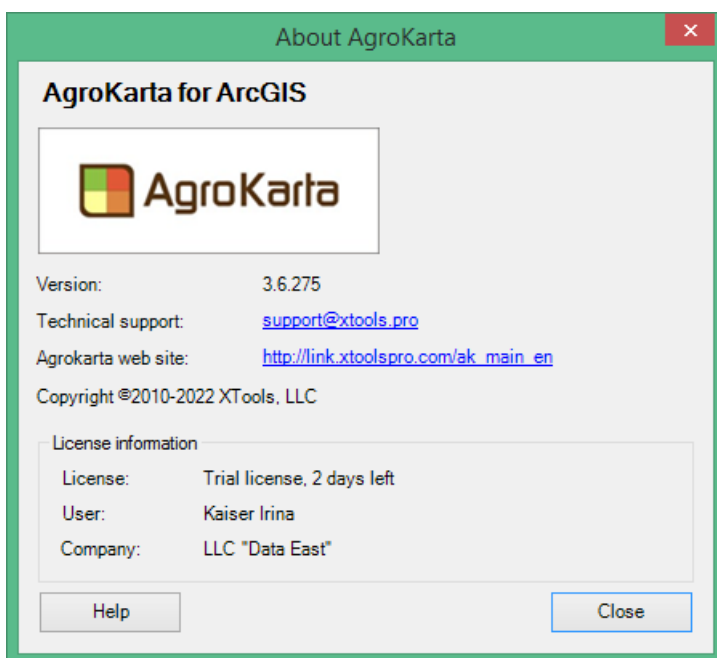 About AgroKarta
AgroKarta for ArcGIS
AgroKarta
Version: 3.6.275
Technical support: support@xtools.pro
Agrokarta web site: http://link.xtoolspro.com/ak_main_en
Copyright ©2010-2022 XTools, LLC
License information
License: Trial license, 2 days left
User: Kaiser Irina
Company: LLC "Data East"
Help Close